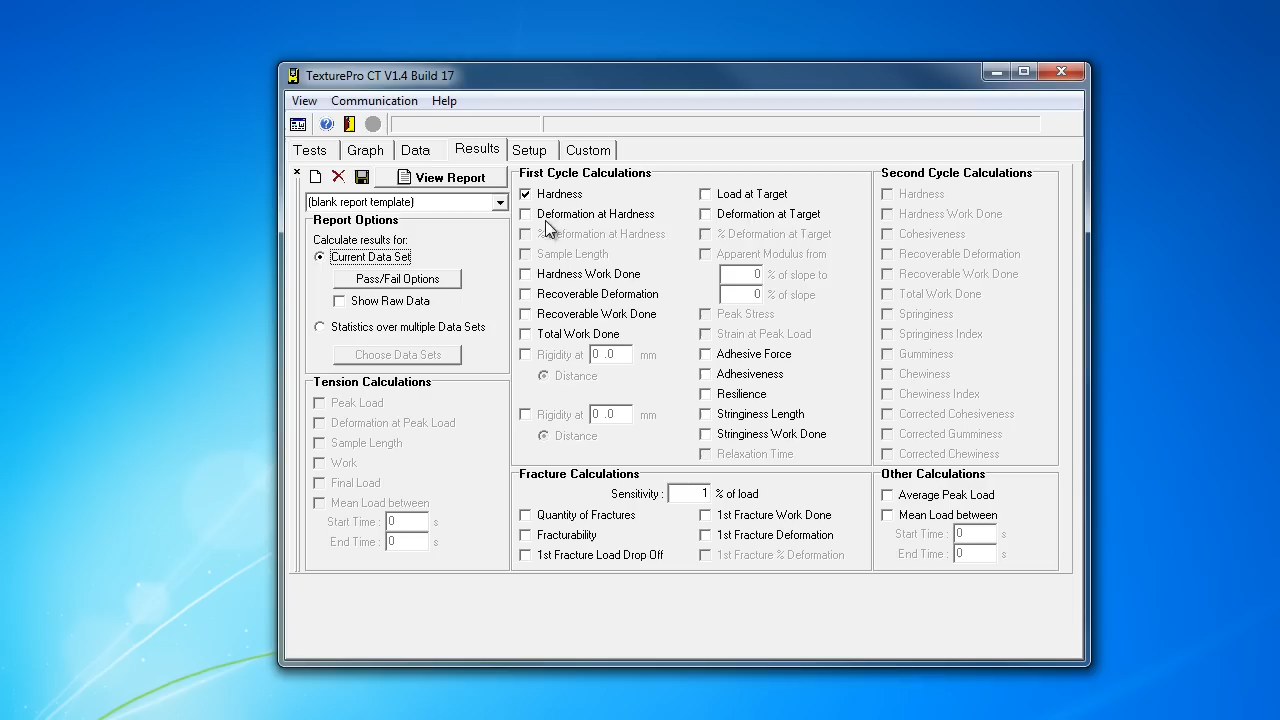 TexturePro CT V1.4 Build 17
View Communication Help
Tests Graph Data Results Setup Custom
View Report
(blank report template)
Report Options
Calculate results for:
Current Data Set
Pass/Fail Options
Show Raw Data
Statistics over multiple Data Sets
Choose Data Sets
Tension Calculations
Peak Load
Deformation at Peak Load
Sample Length
Work
Final Load
Mean Load between
Start Time : 0 s
End Time : 0 s
First Cycle Calculations
Hardness
Deformation at Hardness
% Deformation at Hardness
Sample Length
Hardness Work Done
Recoverable Deformation
Recoverable Work Done
Total Work Done
Rigidity at 0 .0 mm
Distance
Rigidity at 0 .0 mm
Distance
Load at Target
Deformation at Target
% Deformation at Target
Apparent Modulus from
0 % of slope to
0 % of slope
Peak Stress
Strain at Peak Load
Adhesive Force
Adhesiveness
Resilience
Stringiness Length
Stringiness Work Done
Relaxation Time
Fracture Calculations
Sensitivity : 1 % of load
Quantity of Fractures
Fracturability
1st Fracture Load Drop Off
1st Fracture Work Done
1st Fracture Deformation
1st Fracture % Deformation
Second Cycle Calculations
Hardness
Hardness Work Done
Cohesiveness
Recoverable Deformation
Recoverable Work Done
Total Work Done
Springiness
Springiness Index
Gumminess
Chewiness
Chewiness Index
Corrected Cohesiveness
Corrected Gumminess
Corrected Chewiness
Other Calculations
Average Peak Load
Mean Load between
Start Time : 0 s
End Time : 0 s